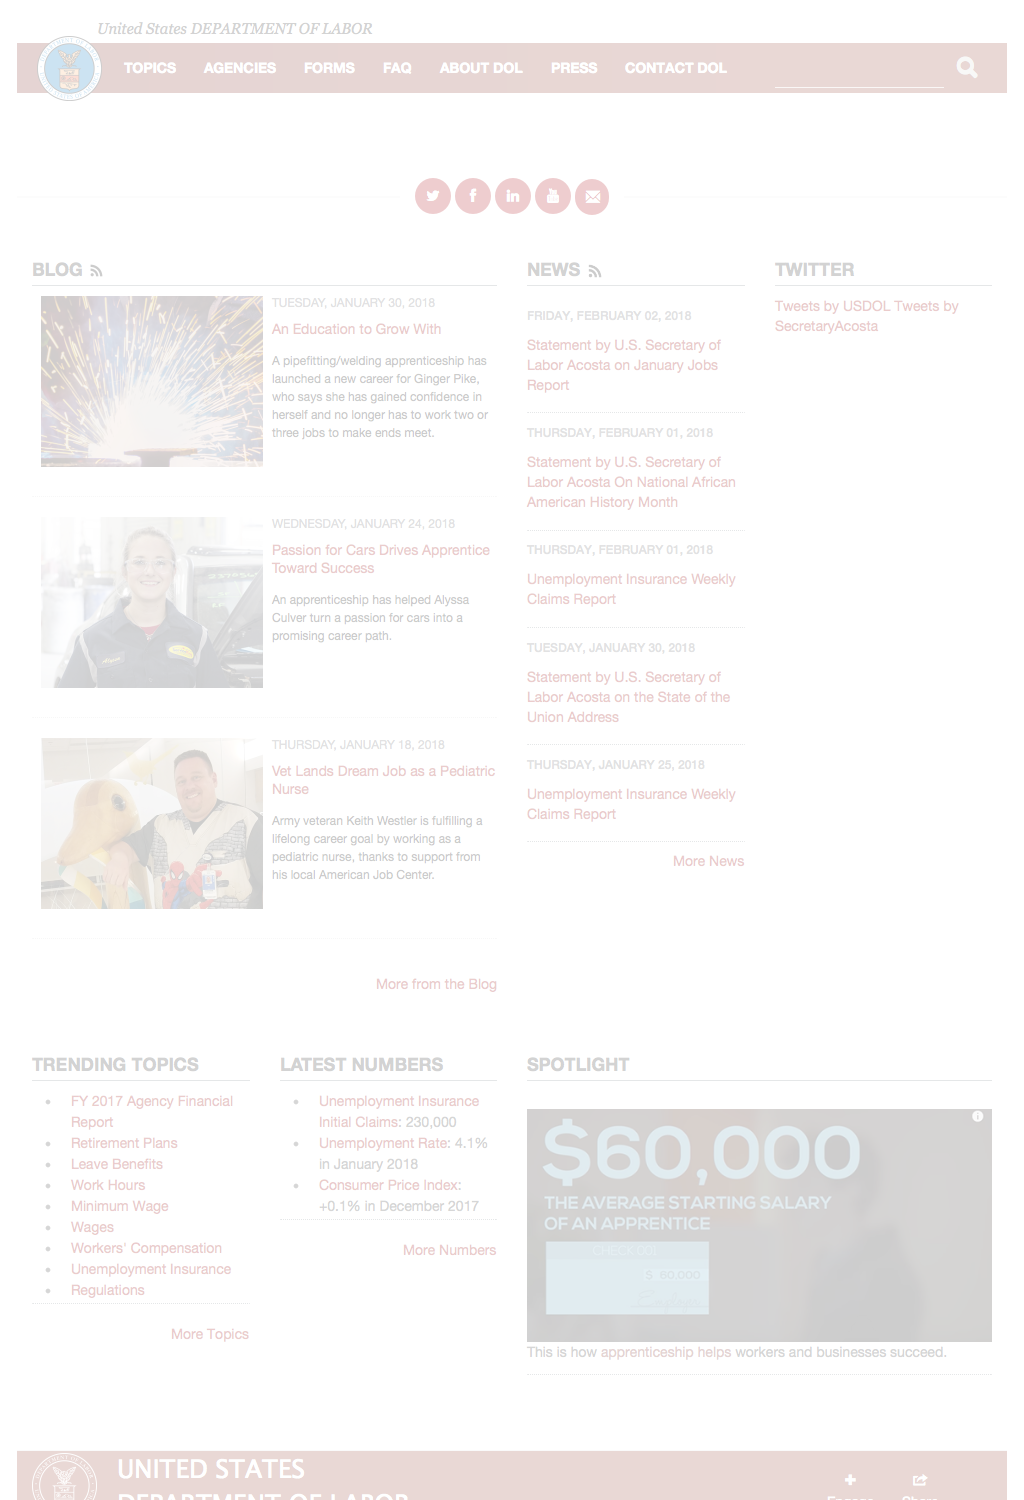 United States DEPARTMENT OF LABOR
TOPICS AGENCIES FORMS FAQ ABOUT DOL PRESS CONTACT DOL
BLOG
TUESDAY, JANUARY 30, 2018
An Education to Grow With
A pipefitting/welding apprenticeship has
launched a new career for Ginger Pike,
who says she has gained confidence in
herself and no longer has to work two or
three jobs to make ends meet.
WEDNESDAY, JANUARY 24, 2018
Passion for Cars Drives Apprentice
Toward Success
An apprenticeship has helped Alyssa
Culver turn a passion for cars into a
promising career path.
THURSDAY, JANUARY 18, 2018
Vet Lands Dream Job as a Pediatric
Nurse
Army veteran Keith Westler is fulfilling a
lifelong career goal by working as a
pediatric nurse, thanks to support from
his local American Job Center.
More from the Blog
NEWS
FRIDAY, FEBRUARY 02, 2018
Statement by U.S. Secretary of
Labor Acosta on January Jobs
Report
THURSDAY, FEBRUARY 01, 2018
Statement by U.S. Secretary of
Labor Acosta On National African
American History Month
THURSDAY, FEBRUARY 01, 2018
Unemployment Insurance Weekly
Claims Report
TUESDAY, JANUARY 30, 2018
Statement by U.S. Secretary of
Labor Acosta on the State of the
Union Address
THURSDAY, JANUARY 25, 2018
Unemployment Insurance Weekly
Claims Report
More News
TWITTER
Tweets by USDOL Tweets by
SecretaryAcosta
TRENDING TOPICS
FY 2017 Agency Financial
Report
Retirement Plans
Leave Benefits
Work Hours
Minimum Wage
Wages
Workers' Compensation
Unemployment Insurance
Regulations
More Topics
LATEST NUMBERS
Unemployment Insurance
Initial Claims: 230,000
Unemployment Rate: 4.1%
in January 2018
Consumer Price Index:
+0.1% in December 2017
More Numbers
SPOTLIGHT
$60,000
THE AVERAGE STARTING SALARY
OF AN APPRENTICE
$ 60,000
Employer
This is how apprenticeship helps workers and businesses succeed.
UNITED STATES
DEPARTMENT OF LABOR
Engage Share